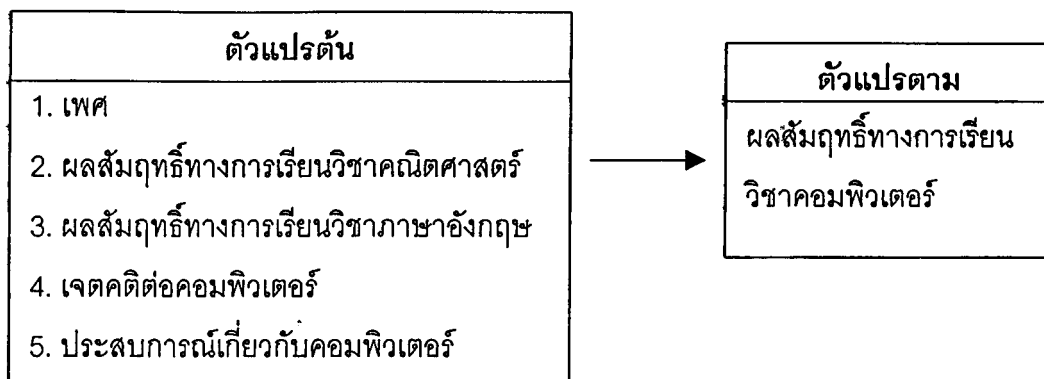 ตัวแปรต้น
1. เพศ
2. ผลสัมฤทธิ์ทางการเรียนวิชาคณิตศาสตร์
3. ผลสัมฤทธิ์ทางการเรียนวิชาภาษาอังกฤษ
4. เจตคติต่อคอมพิวเตอร์
5. ประสบการณ์เกี่ยวกับคอมพิวเตอร์
ตัวแปรตาม
ผลสัมฤทธิ์ทางการเรียน
วิชาคอมพิวเตอร์